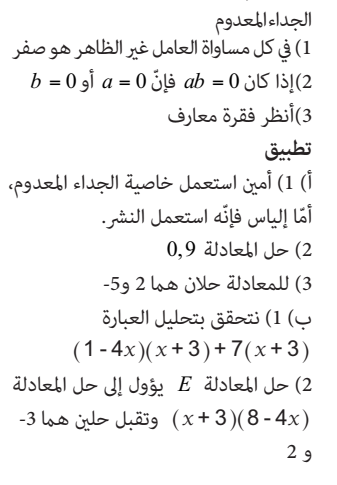 الجداء المعدوم
1) في كل مساواة العامل غير الظاهر هو صفر
2) إذا كان ab = 0 فإنّ a = 0 أو b = 0
3) أنظر فقرة معارف
تطبيق
أ) 1) أمين استعمل خاصية الجداء المعدوم،
أمّا إلياس فإنّه استعمل النشر.
2) حل المعادلة 0,9
3) للمعادلة حلان هما 2 و5-
ب) 1) نتحقق بتحليل العبارة
(1 - 4x)(x + 3) + 7(x + 3)
2) حل المعادلة E يؤول إلى حل المعادلة
(x + 3)(8 - 4x) وتقبل حلين هما 3-
و 2